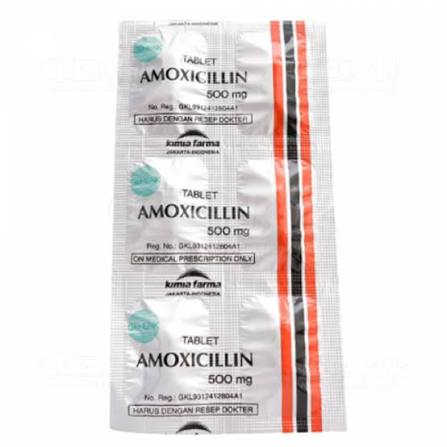 TABLET
AMOXICILLIN
500 mg
No. Reg.: GKL9312412804A1
HARUS DENGAN RESEP DOKTER
kimia farma
JAKARTA-INDONESIA
TABLET
AMOXICILLIN
500 mg
Reg. No.: GKL9312412804A1
ON MEDICAL PRESCRIPTION ONLY
kimia farma
JAKARTA-INDONESIA
TABLET
AMOXICILLIN
500 mg
No. Reg.: GKL9312412804A1
HARUS DENGAN RESEP DOKTER